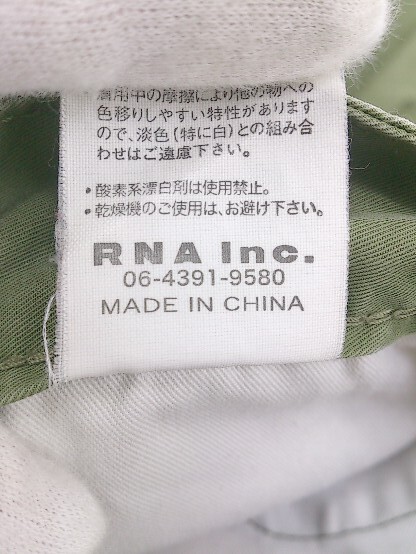 ・着用中の摩擦により他の物への
色移りしやすい特性があります
ので、淡色(特に白)との組み合
わせはご遠慮下さい。
・酸素系漂白剤は使用禁止。
・乾燥機のご使用は、お避け下さい。
RNA Inc.
06-4391-9580
MADE IN CHINA